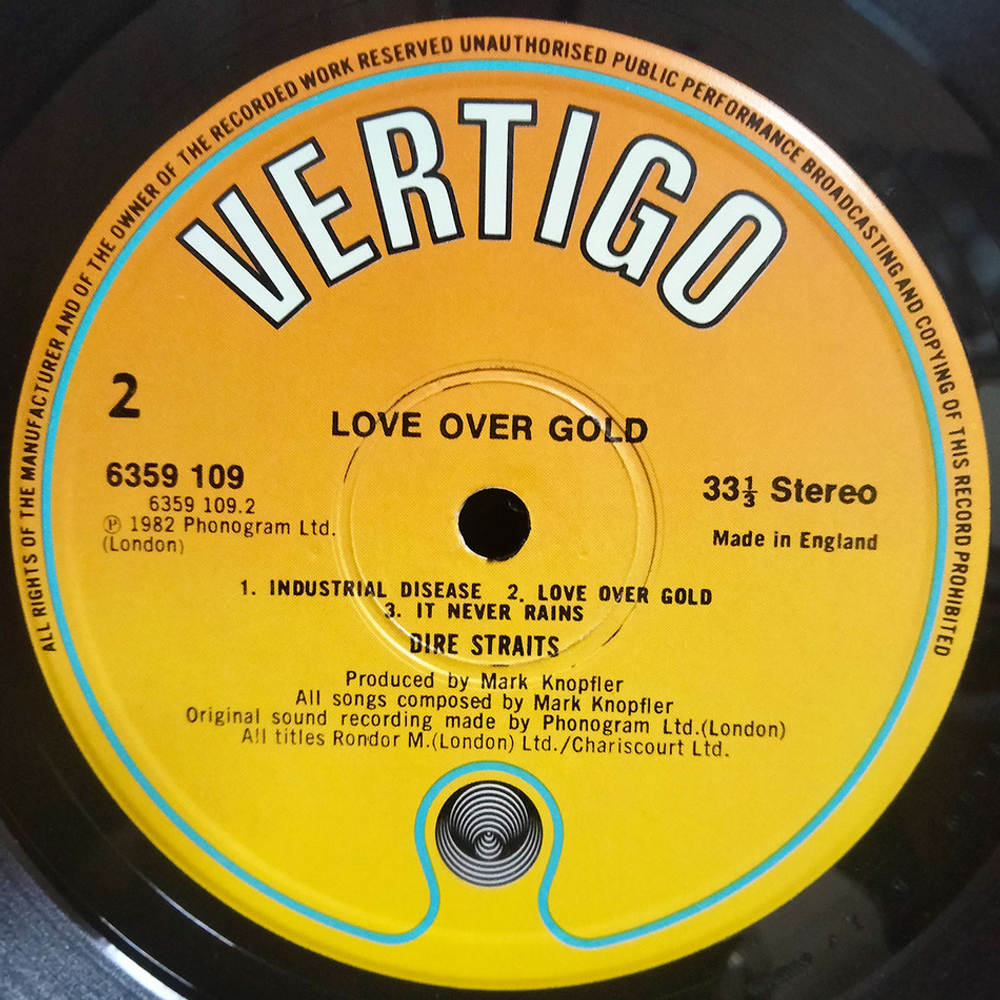 ALL RIGHTS OF THE MANUFACTURER AND OF THE OWNER OF THE RECORDED WORK RESERVED UNAUTHORISED PUBLIC PERFORMANCE BROADCASTING AND COPYING OF THIS RECORD PROHIBITED
VERTIGO
2
LOVE OVER GOLD
6359 109
6359 109.2
℗ 1982 Phonogram Ltd.
(London)
33⅓ Stereo
Made in England
1. INDUSTRIAL DISEASE 2. LOVE OVER GOLD
3. IT NEVER RAINS
DIRE STRAITS
Produced by Mark Knopfler
All songs composed by Mark Knopfler
Original sound recording made by Phonogram Ltd.(London)
All titles Rondor M.(London) Ltd./Chariscourt Ltd.